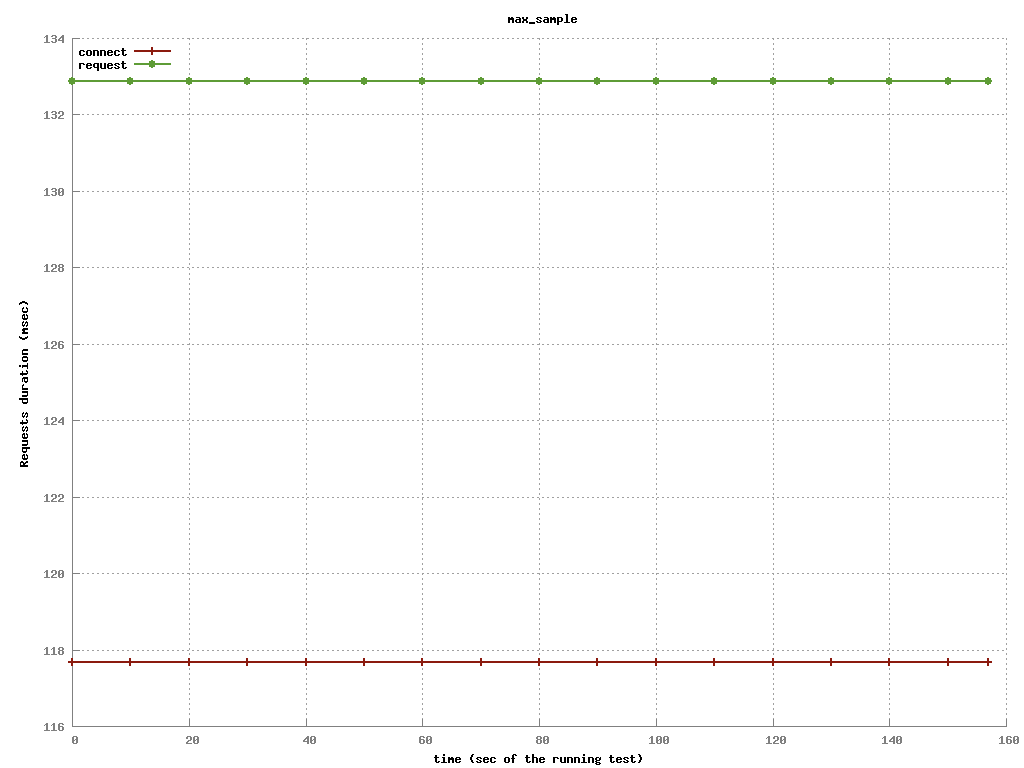 max_sample
connect
request
134
132
130
128
126
124
122
120
118
116
0 20 40 60 80 100 120 140 160
Requests duration (msec)
time (sec of the running test)